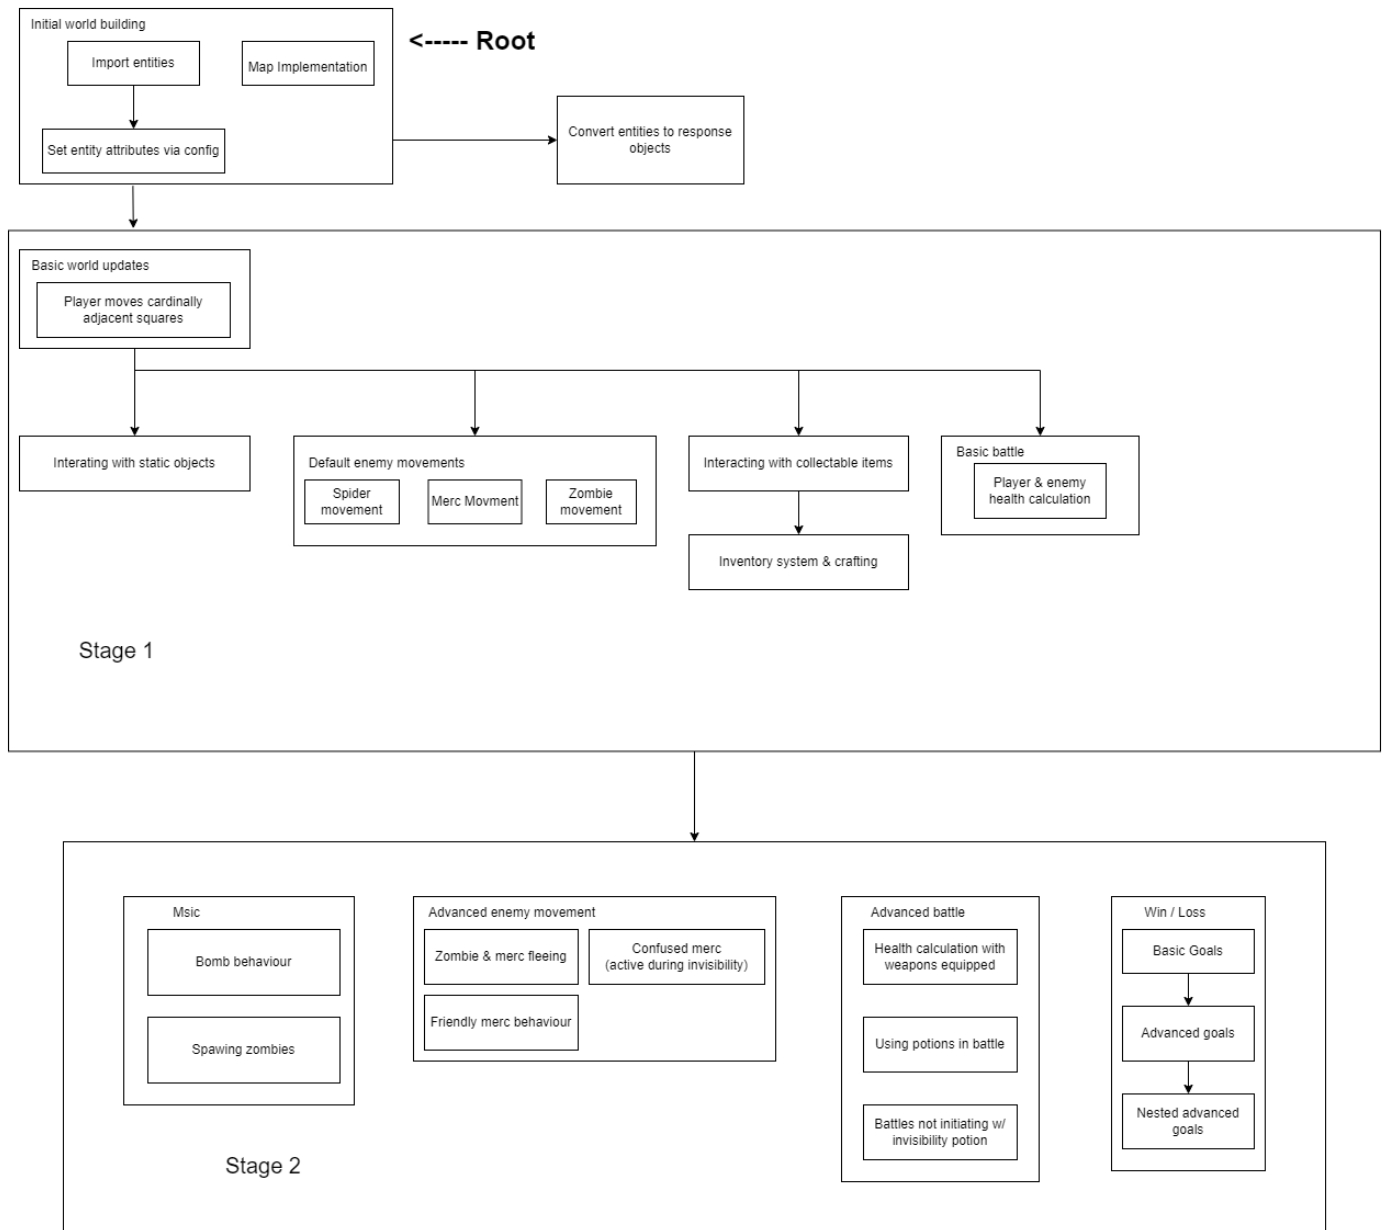 Initial world building
<----- Root
Import entities
Map Implementation
Set entity attributes via config
Convert entities to response
objects
Basic world updates
Player moves cardinally
adjacent squares
Interating with static objects
Default enemy movements
Spider
movement
Merc Movment
Zombie
movement
Interacting with collectable items
Inventory system & crafting
Basic battle
Player & enemy
health calculation
Stage 1
Msic
Bomb behaviour
Spawing zombies
Advanced enemy movement
Zombie & merc fleeing
Confused merc
(active during invisibility)
Friendly merc behaviour
Advanced battle
Health calculation with
weapons equipped
Using potions in battle
Battles not initiating w/
invisibility potion
Win / Loss
Basic Goals
Advanced goals
Nested advanced
goals
Stage 2